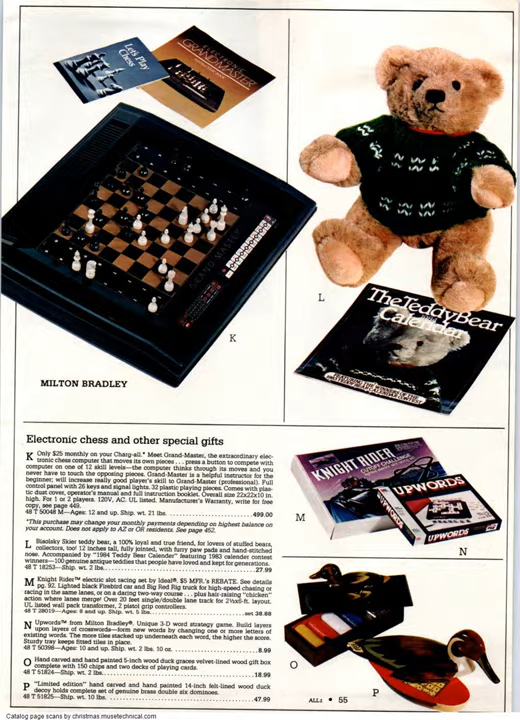 Let's Play
Chess
GRAND MASTER
K
MILTON BRADLEY
L
The Teddy Bear
Calendar
Electronic chess and other special gifts
K Only $25 monthly on your Charg-all.* Meet Grand-Master, the extraordinary elec-
tronic chess computer that moves its own pieces . . . press a button to compete with
computer on one of 12 skill levels—the computer thinks through its moves and you
never have to touch the opposing pieces. Grand-Master is a helpful instructor for the
beginner; will increase really good player's skill to Grand-Master (professional). Full
control panel with 26 keys and signal lights. 32 plastic playing pieces. Comes with plas-
tic dust cover, operator's manual and full instruction booklet. Overall size 22x22x10 in.
high. For 1 or 2 players. 120V, AC. UL listed. Manufacturer's Warranty, write for free
copy, see page 449.
48 T 50048 M—Ages: 12 and up. Ship. wt. 21 lbs. 499.00
*This purchase may change your monthly payments depending on highest balance on
your account. Does not apply to AZ or OR residents. See page 452.
L Bialosky Skier teddy bear, a 100% loyal and true friend, for lovers of stuffed bears,
collectors, too! 12 inches tall, fully jointed, with furry paw pads and hand-stitched
nose. Accompanied by "1984 Teddy Bear Calendar" featuring 1983 calendar contest
winners—100 genuine antique teddies that people have loved and kept for generations.
48 T 18253—Ship. wt. 2 lbs. 27.99
M Knight Rider™ electric slot racing set by Ideal®. $5 MFR.'s REBATE. See details
pg. 92. Lighted black Firebird car and Big Red Rig truck for high-speed chasing or
racing in the same lanes, or on a daring two-way course . . . plus hair-raising "chicken"
action where lanes merge! Over 20 feet single/double lane track for 2½x5-ft. layout.
UL listed wall pack transformer, 2 pistol grip controllers.
48 T 28019—Ages: 8 and up. Ship. wt. 5 lbs. set 38.88
N Upwords™ from Milton Bradley®. Unique 3-D word strategy game. Build layers
upon layers of crosswords—form new words by changing one or more letters of
existing words. The more tiles stacked up underneath each word, the higher the score.
Sturdy tray keeps fitted tiles in place.
48 T 50398—Ages: 10 and up. Ship. wt. 2 lbs. 10 oz. 8.99
O Hand carved and hand painted 5-inch wood duck graces velvet-lined wood gift box
complete with 150 chips and two decks of playing cards.
48 T 51824—Ship. wt. 2 lbs. 18.99
P "Limited edition" hand carved and hand painted 14-inch felt-lined wood duck
decoy holds complete set of genuine brass double six dominoes.
48 T 51825—Ship. wt. 10 lbs. 47.99
KNIGHT RIDER
M
UPWORDS
UPWORDS
N
O
P
ALL: • 55
Catalog page scans by christmas.musetechnical.com